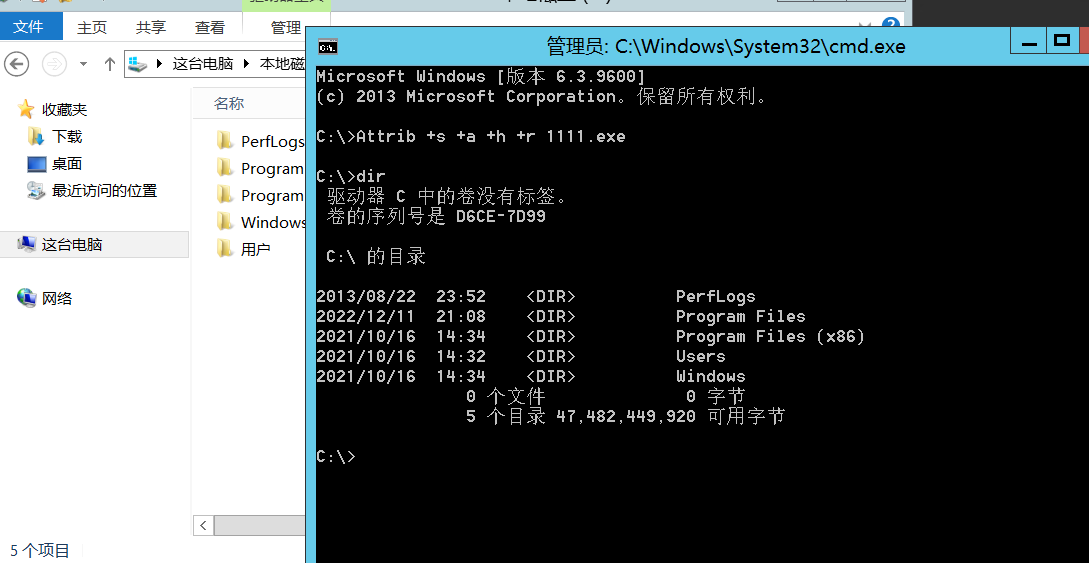 文件 主页 共享 查看 管理
这台电脑 本地磁
收藏夹
下载
桌面
最近访问的位置
这台电脑
网络
名称
PerfLogs
Program
Program
Windows
用户
5 个项目
管理员: C:\Windows\System32\cmd.exe
Microsoft Windows [版本 6.3.9600]
(c) 2013 Microsoft Corporation。保留所有权利。
C:\>Attrib +s +a +h +r 1111.exe
C:\>dir
驱动器 C 中的卷没有标签。
卷的序列号是 D6CE-7D99
C:\ 的目录
2013/08/22 23:52 <DIR> PerfLogs
2022/12/11 21:08 <DIR> Program Files
2021/10/16 14:34 <DIR> Program Files (x86)
2021/10/16 14:32 <DIR> Users
2021/10/16 14:34 <DIR> Windows
0 个文件 0 字节
5 个目录 47,482,449,920 可用字节
C:\>